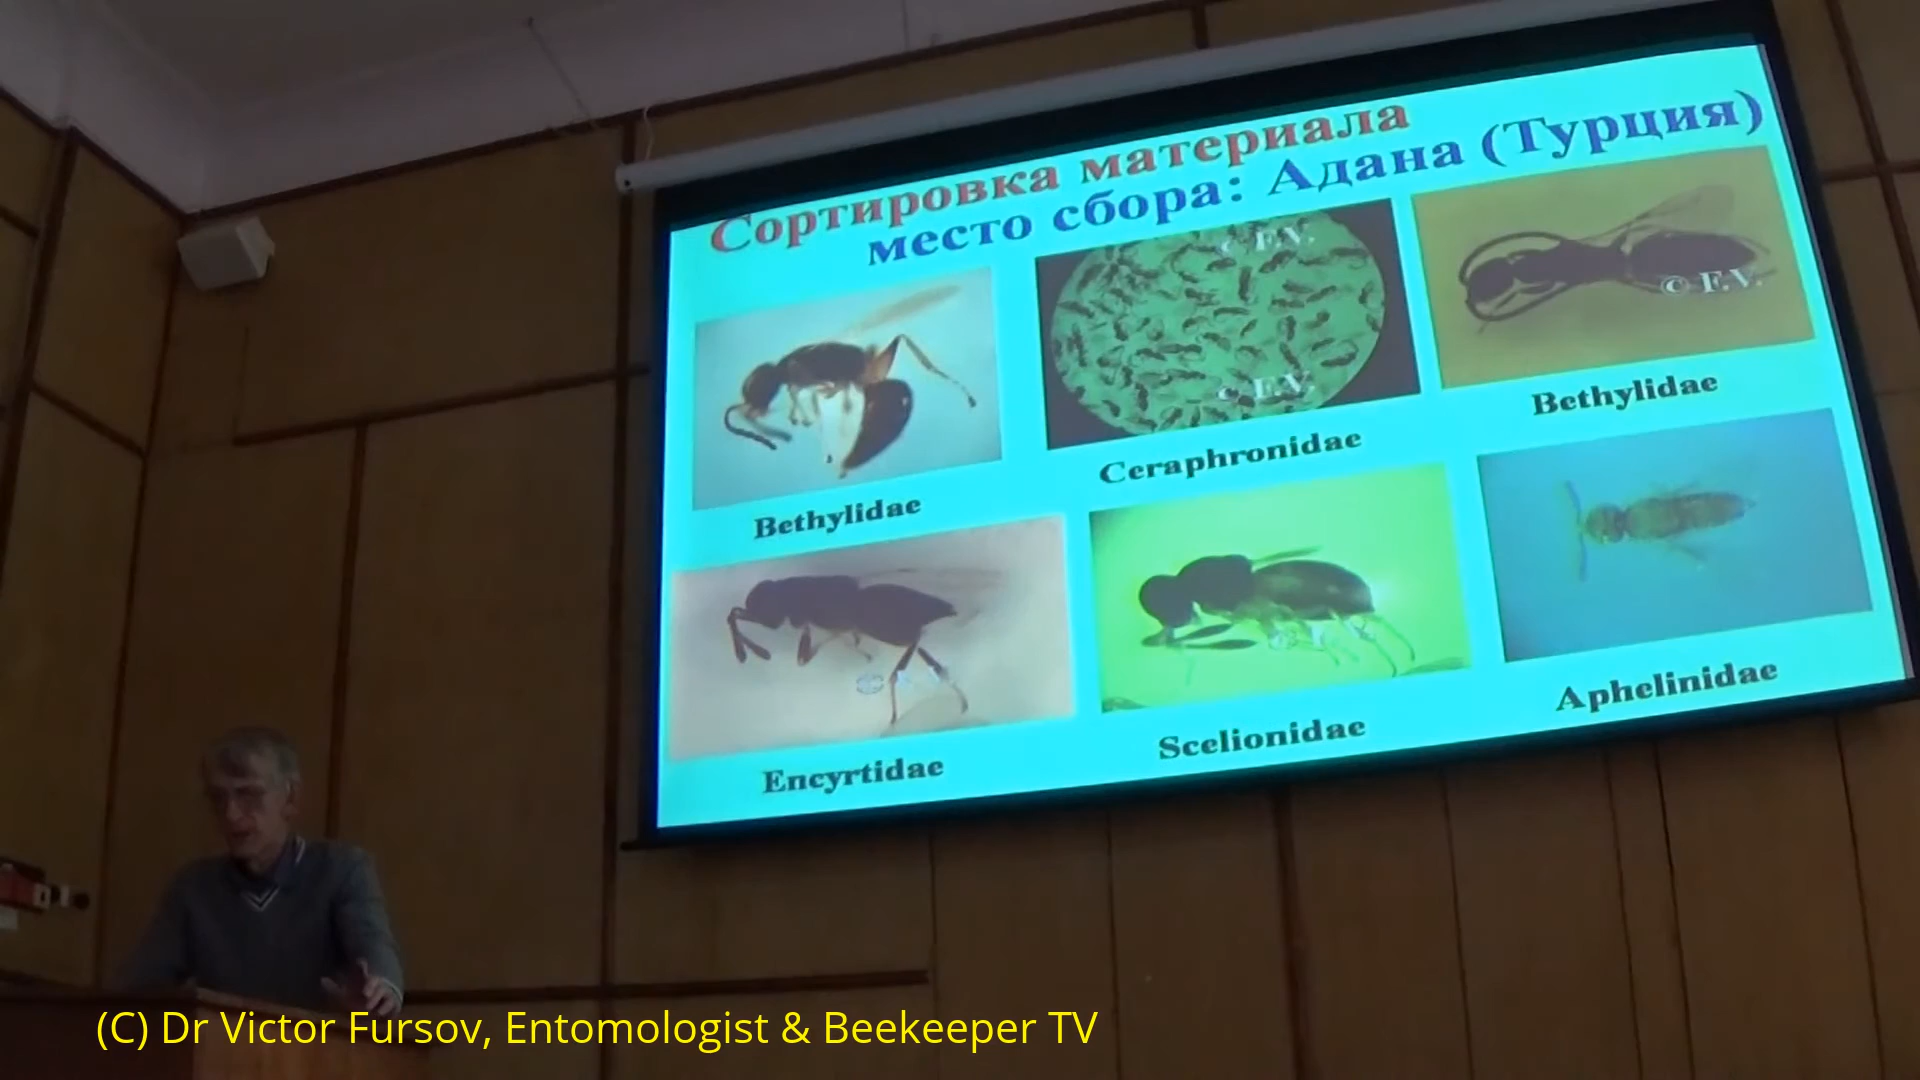 Сортировка материала
место сбора: Адана (Турция)
© F.V.
© F.V.
© F.V.
Bethylidae
Ceraphronidae
Bethylidae
Encyrtidae
Scelionidae
Aphelinidae
(C) Dr Victor Fursov, Entomologist & Beekeeper TV